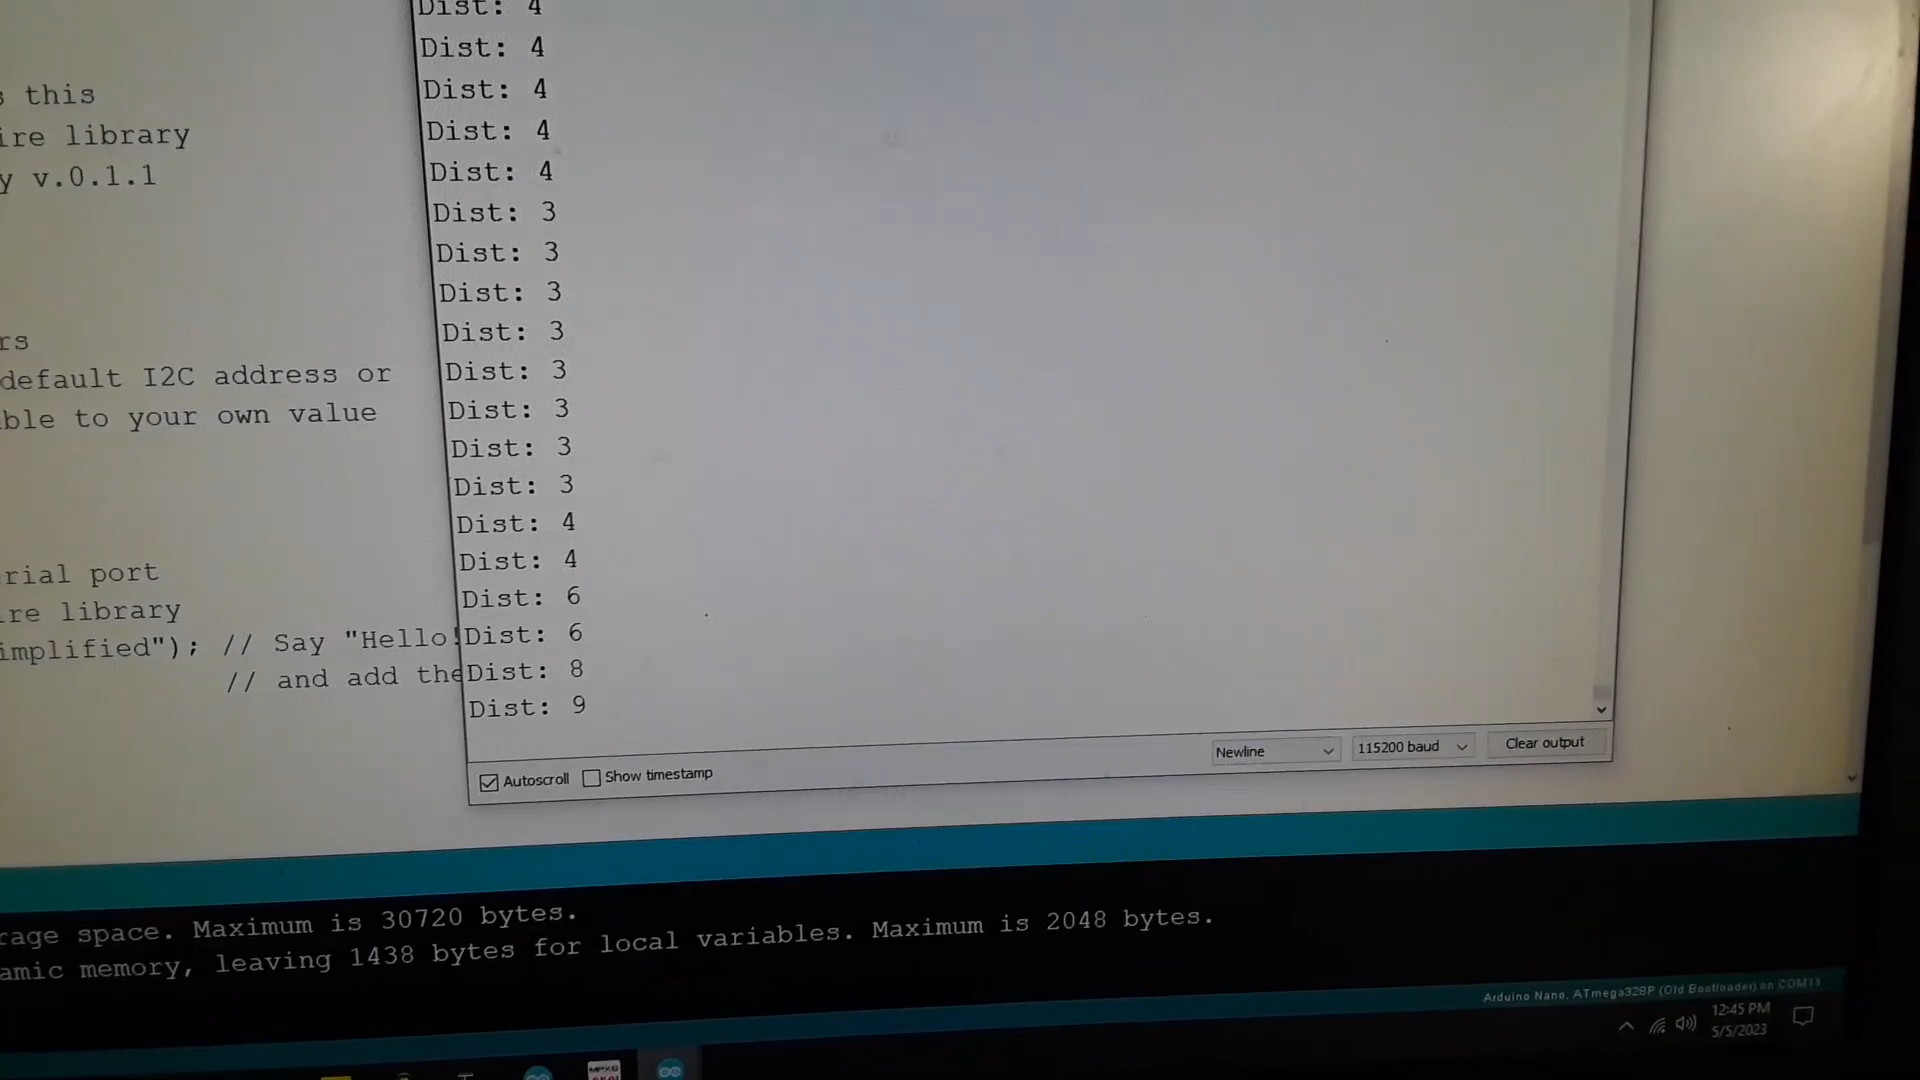 s this
ire library
y v.0.1.1
rs
default I2C address or
ble to your own value
rial port
ire library
implified"); // Say "Hello!
// and add the
Dist: 4
Dist: 4
Dist: 4
Dist: 4
Dist: 4
Dist: 3
Dist: 3
Dist: 3
Dist: 3
Dist: 3
Dist: 3
Dist: 3
Dist: 3
Dist: 4
Dist: 4
Dist: 6
Dist: 6
Dist: 8
Dist: 9
Autoscroll Show timestamp Newline 115200 baud Clear output
rage space. Maximum is 30720 bytes.
amic memory, leaving 1438 bytes for local variables. Maximum is 2048 bytes.
Arduino Nano, ATmega328P (Old Bootloader) on COM11
12:45 PM
5/5/2023